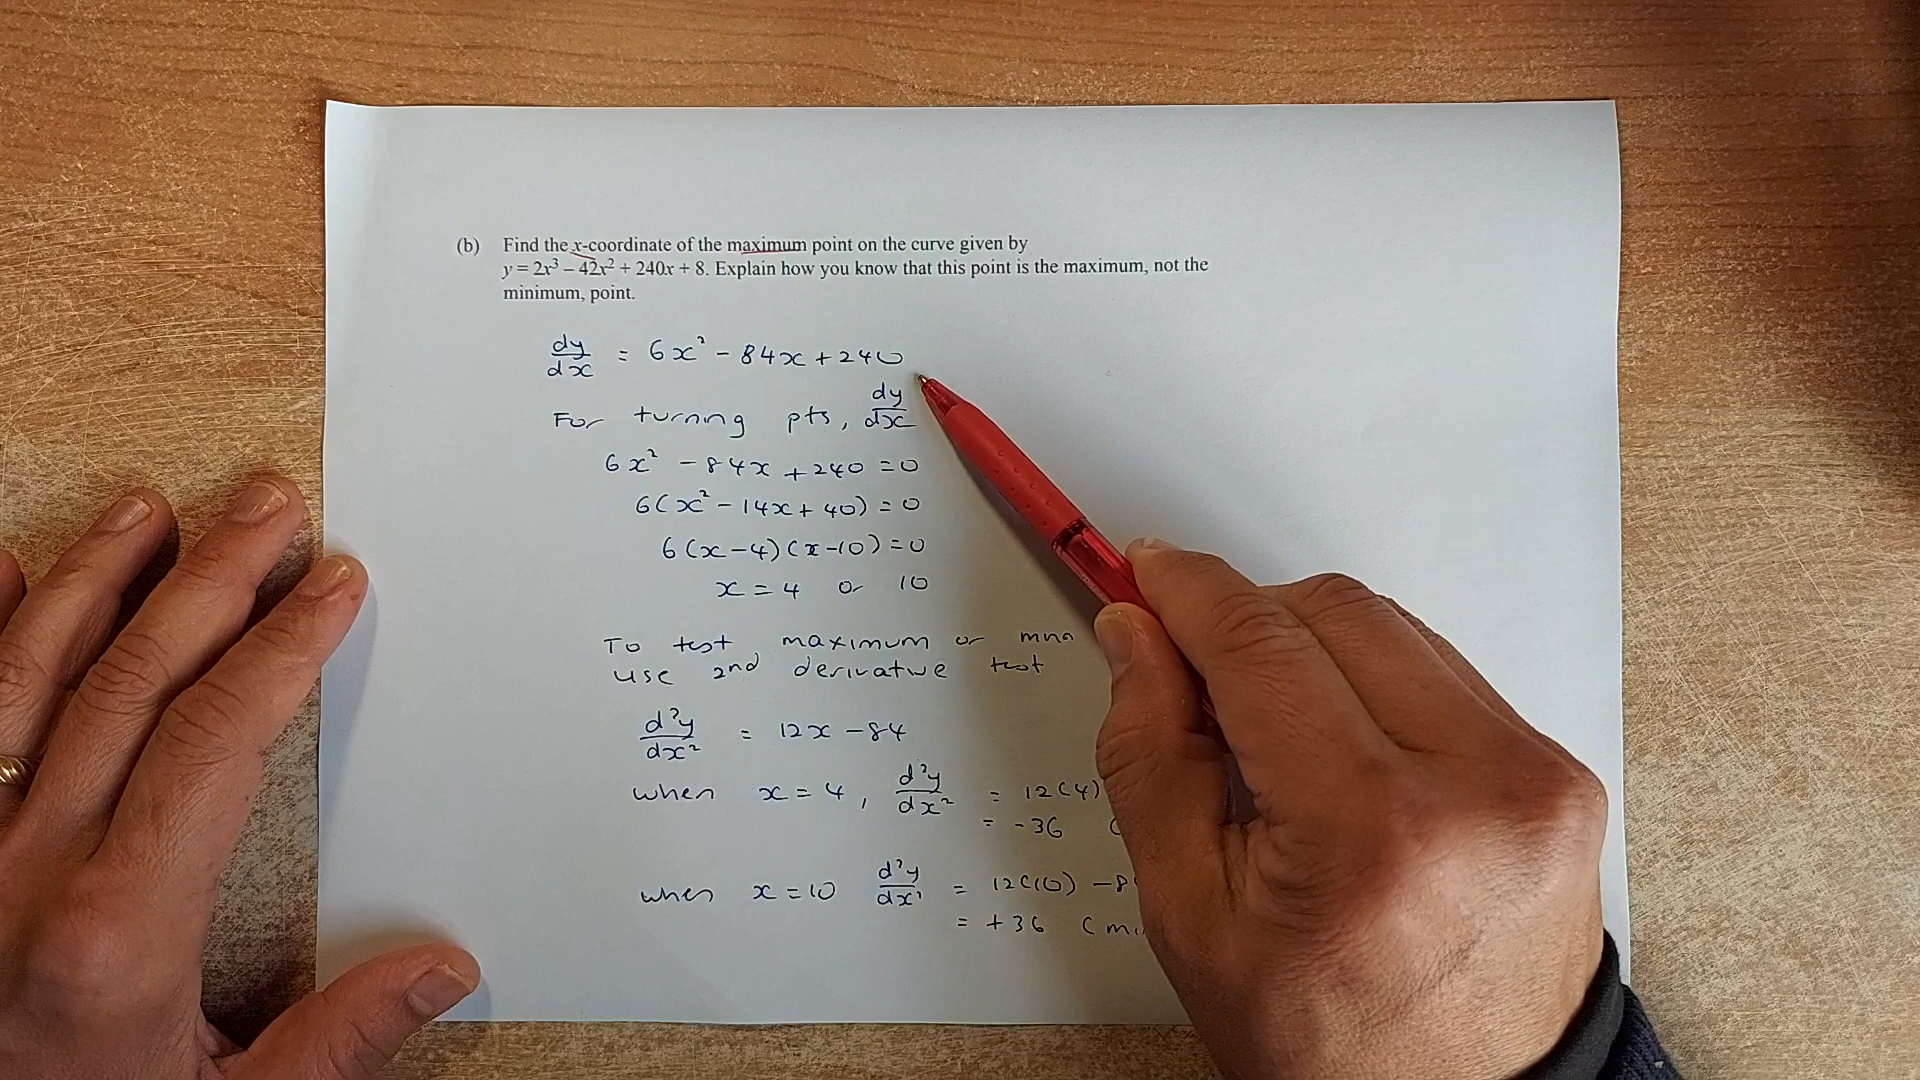 (b) Find the x-coordinate of the maximum point on the curve given by
y = 2x³ – 42x² + 240x + 8. Explain how you know that this point is the maximum, not the
minimum, point.
dy/dx = 6x² - 84x + 240
For turning pts, dy/dx
6x² - 84x + 240 = 0
6(x² - 14x + 40) = 0
6(x-4)(x-10) = 0
x = 4 or 10
To test maximum or
use 2nd derivative test
d²y/dx² = 12x - 84
when x = 4, d²y/dx² = 12(4)
= -36 (
when x = 10 d²y/dx² = 12(10) - 8
= +36 (